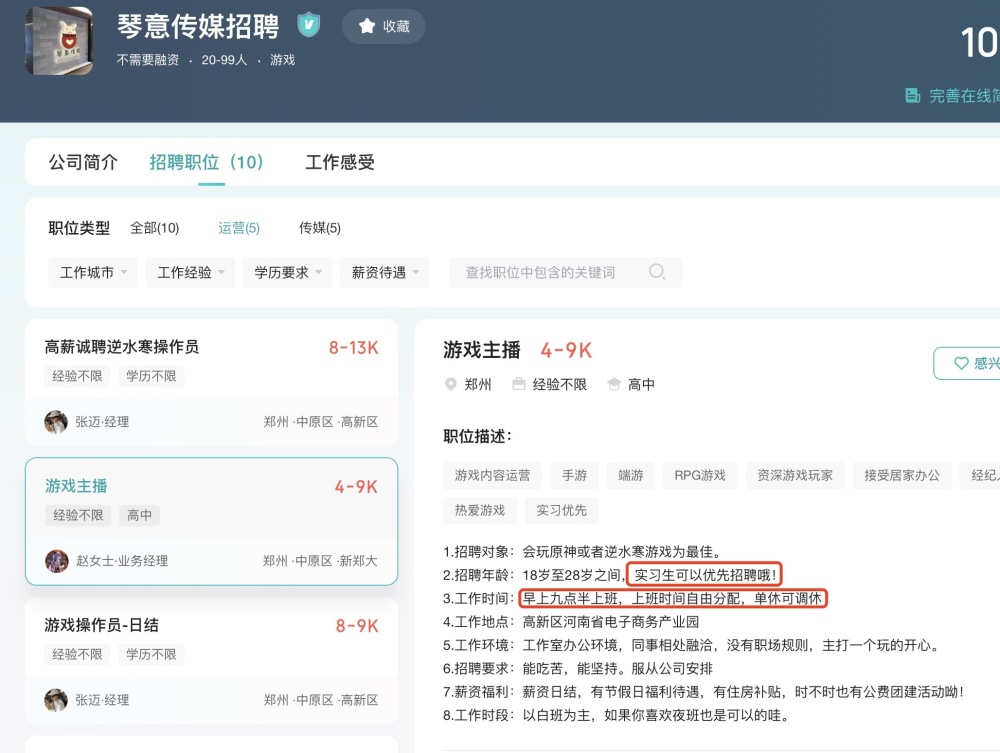 琴意传媒招聘
收藏
不需要融资 · 20-99人 · 游戏
10
完善在线简
公司简介 招聘职位（10） 工作感受
职位类型 全部(10) 运营(5) 传媒(5)
工作城市 工作经验 学历要求 薪资待遇 查找职位中包含的关键词
高薪诚聘逆水寒操作员 8-13K
经验不限 学历不限
张迈·经理 郑州·中原区·高新区
游戏主播 4-9K
经验不限 高中
赵女士·业务经理 郑州·中原区·新郑大
游戏操作员-日结 8-9K
经验不限 学历不限
张迈·经理 郑州·中原区·高新区
游戏主播 4-9K
感兴
郑州 经验不限 高中
职位描述：
游戏内容运营 手游 端游 RPG游戏 资深游戏玩家 接受居家办公 经纪人
热爱游戏 实习优先
1.招聘对象：会玩原神或者逆水寒游戏为最佳。
2.招聘年龄：18岁至28岁之间，实习生可以优先招聘哦！
3.工作时间：早上九点半上班，上班时间自由分配，单休可调休
4.工作地点：高新区河南省电子商务产业园
5.工作环境：工作室办公环境，同事相处融洽，没有职场规则，主打一个玩的开心。
6.招聘要求：能吃苦，能坚持。服从公司安排
7.薪资福利：薪资日结，有节假日福利待遇，有住房补贴，时不时也有公费团建活动呦！
8.工作时段：以白班为主，如果你喜欢夜班也是可以的哇。